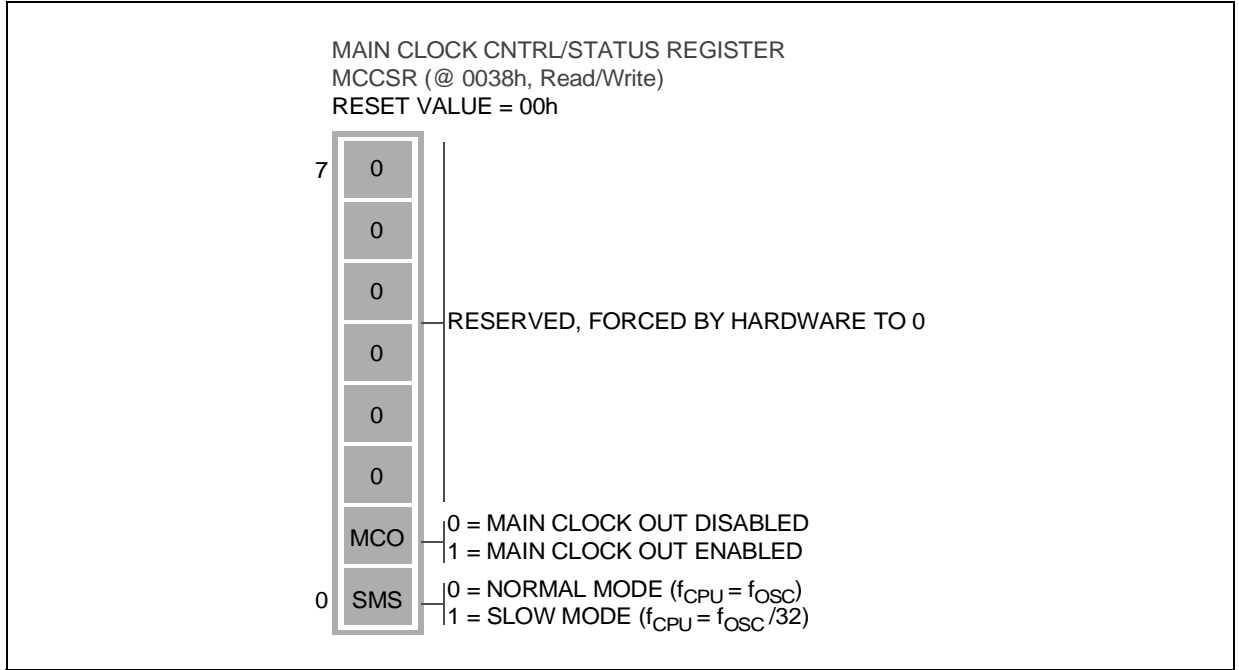 MAIN CLOCK CNTRL/STATUS REGISTER
MCCSR (@ 0038h, Read/Write)
RESET VALUE = 00h
7 0
0
0
RESERVED, FORCED BY HARDWARE TO 0
0
0
0
MCO 0 = MAIN CLOCK OUT DISABLED
1 = MAIN CLOCK OUT ENABLED
0 SMS 0 = NORMAL MODE (fCPU = fOSC)
1 = SLOW MODE (fCPU = fOSC /32)